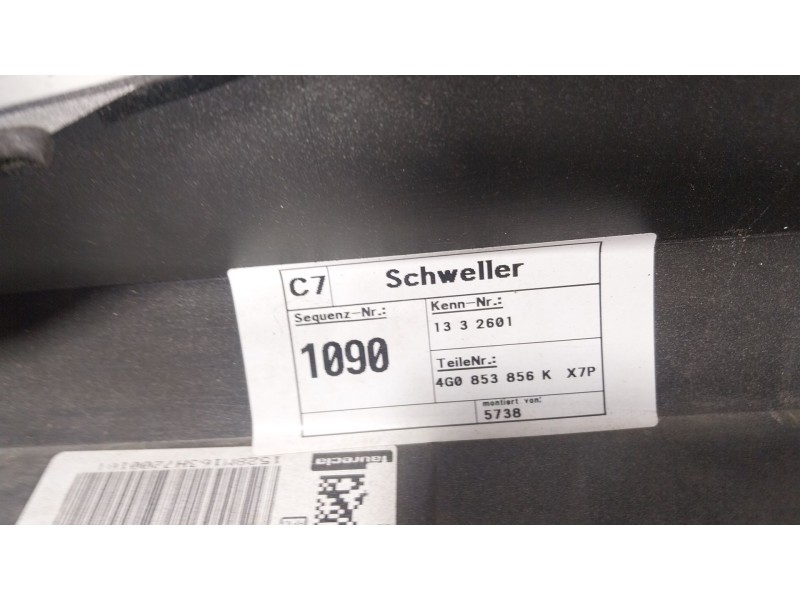 C7 Schweller
Sequenz-Nr.:
1090
Kenn-Nr.:
13 3 2601
TeileNr.:
4G0 853 856 K X7P
montiert von:
5738
faurecia